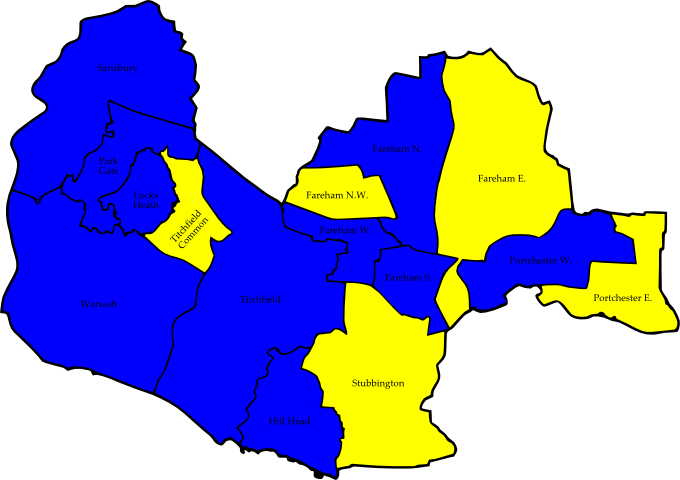 Sarisbury
Park
Gate
Locks
Heath
Titchfield
Common
Warsash
Titchfield
Hill Head
Stubbington
Fareham N.
Fareham N.W.
Fareham W.
Fareham S.
Fareham E.
Portchester W.
Portchester E.